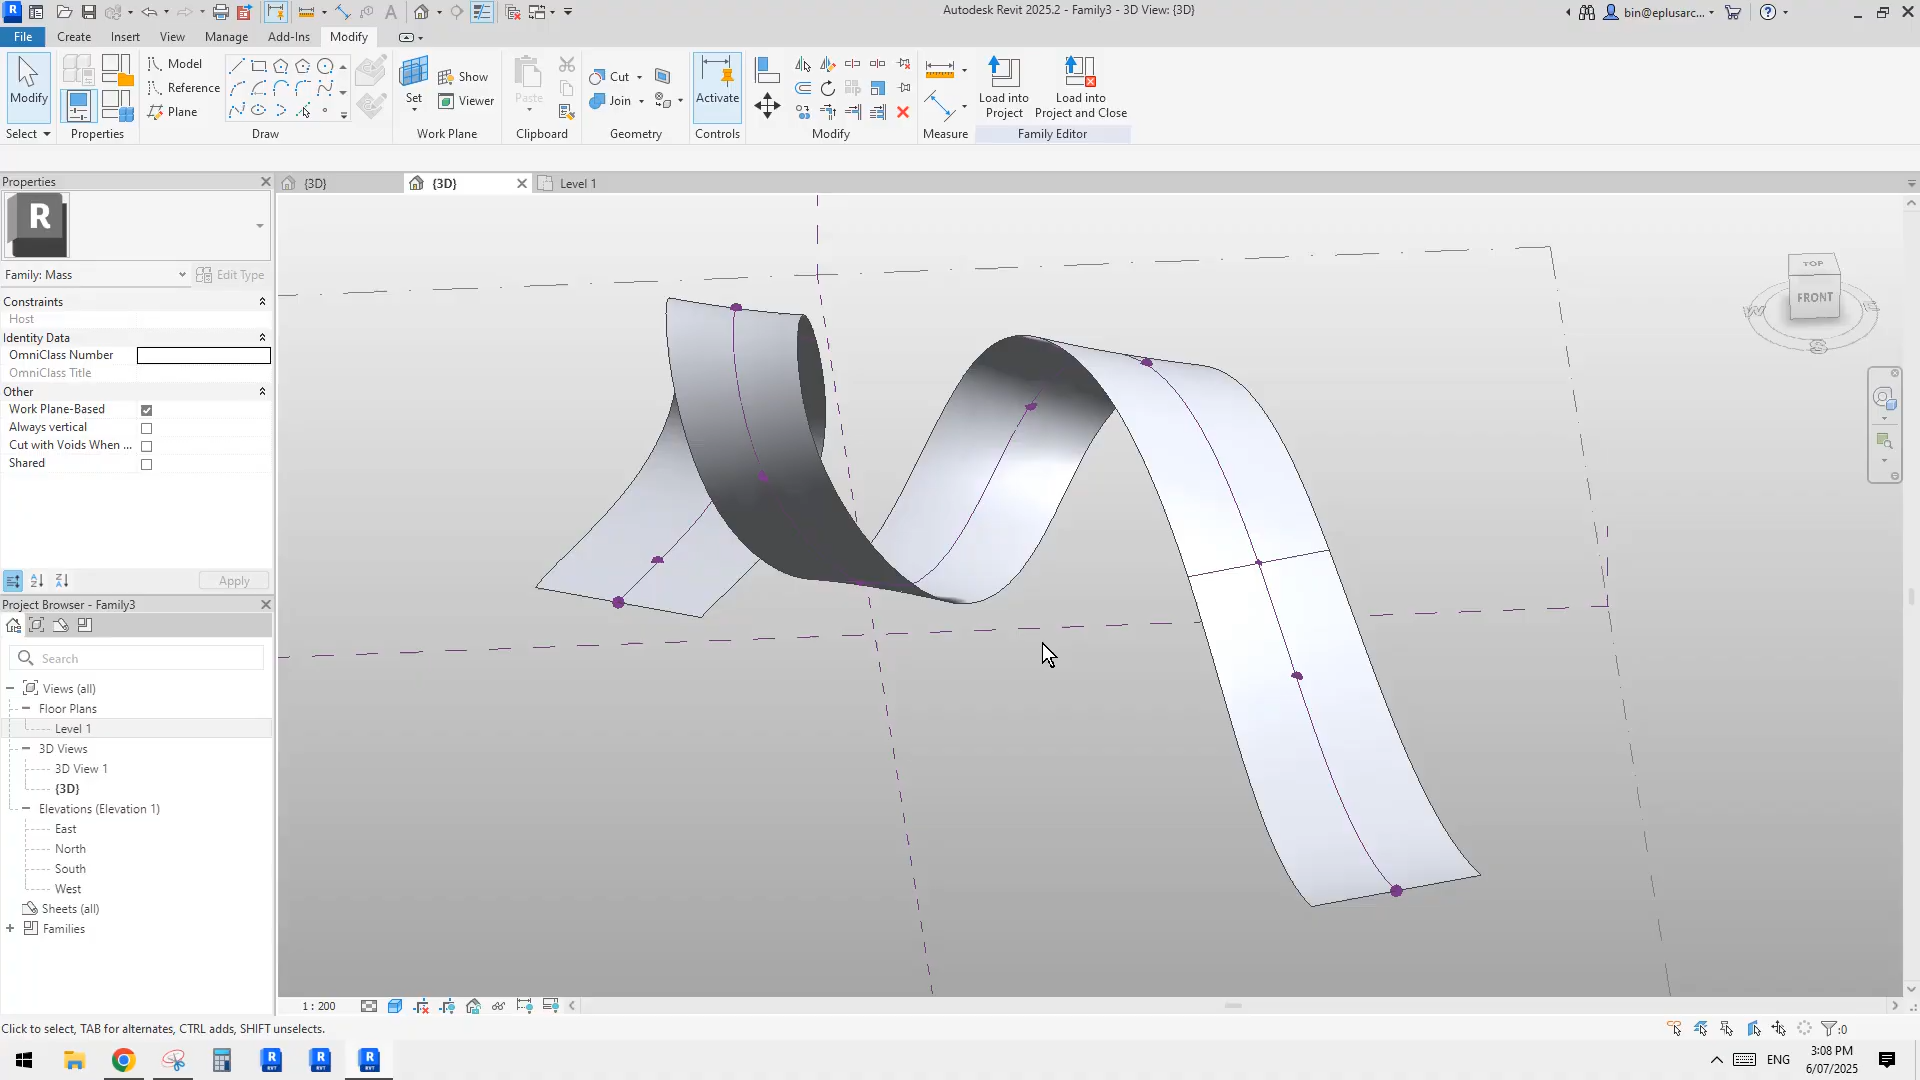 Autodesk Revit 2025.2 - Family3 - 3D View: {3D}
bin@eplusarc...
File Create Insert View Manage Add-Ins Modify
Modify
Select
Properties
Model
Reference
Plane
Draw
Set
Show
Viewer
Work Plane
Paste
Clipboard
Cut
Join
Geometry
Activate
Controls
Modify
Measure
Load into
Project
Load into
Project and Close
Family Editor
Properties
{3D}
{3D}
Level 1
R
Family: Mass
Edit Type
Constraints
Host
Identity Data
OmniClass Number
OmniClass Title
Other
Work Plane-Based
Always vertical
Cut with Voids When ...
Shared
Apply
Project Browser - Family3
Search
Views (all)
Floor Plans
Level 1
3D Views
3D View 1
{3D}
Elevations (Elevation 1)
East
North
South
West
Sheets (all)
Families
TOP
FRONT
W
E
S
1 : 200
Click to select, TAB for alternates, CTRL adds, SHIFT unselects.
:0
R
RVT
R
RVT
R
RVT
ENG
3:08 PM
6/07/2025